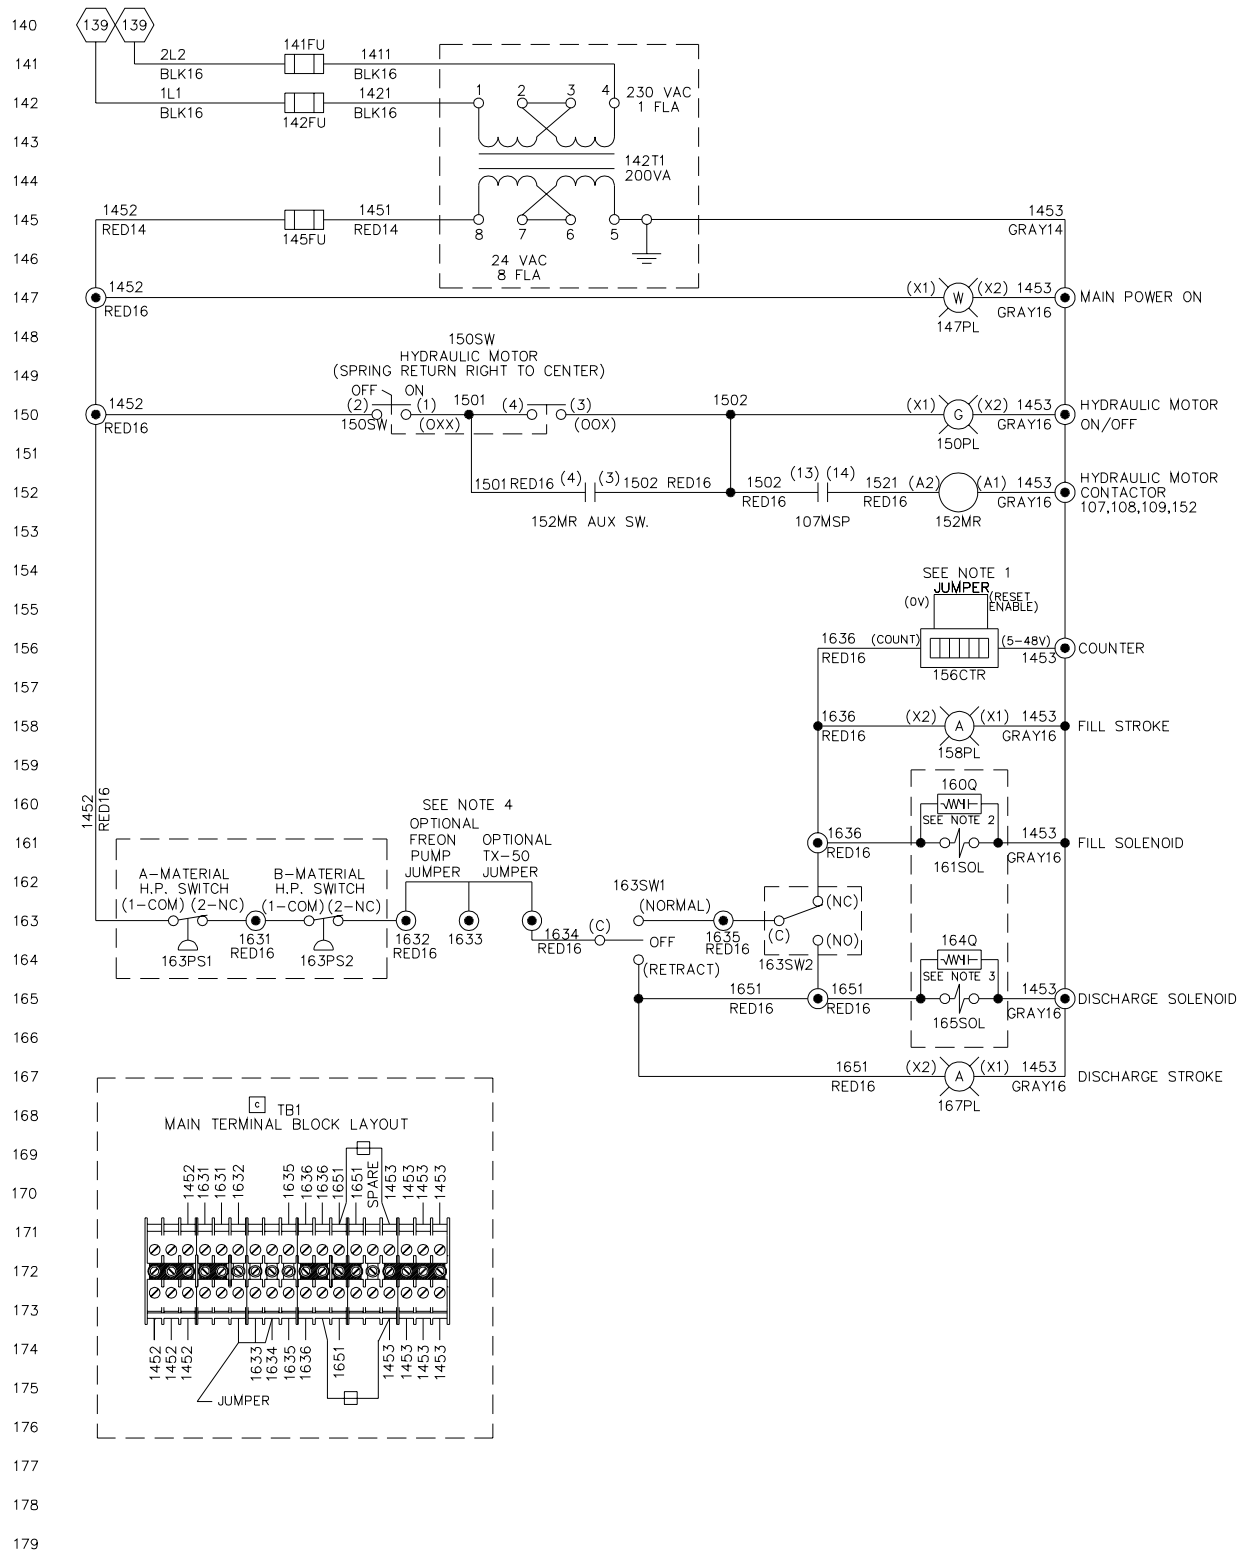 140
139
139
141
2L2
BLK16
141FU
1411
BLK16
142
1L1
BLK16
142FU
1421
BLK16
1
2
3
4
230 VAC
1 FLA
143
144
142T1
200VA
145
1452
RED14
145FU
1451
RED14
8
7
6
5
1453
GRAY14
146
24 VAC
8 FLA
147
1452
RED16
(X1)
W
(X2)
1453
GRAY16
147PL
MAIN POWER ON
148
150SW
HYDRAULIC MOTOR
(SPRING RETURN RIGHT TO CENTER)
149
OFF
ON
150
1452
RED16
(2)
150SW
(1)
(OXX)
1501
(4)
(3)
(OOX)
1502
(X1)
G
(X2)
1453
GRAY16
150PL
HYDRAULIC MOTOR
ON/OFF
151
152
1501 RED16
(4)
(3)
1502 RED16
152MR AUX SW.
1502
RED16
(13)
(14)
107MSP
1521
RED16
(A2)
(A1)
152MR
1453
GRAY16
HYDRAULIC MOTOR
CONTACTOR
107,108,109,152
153
154
SEE NOTE 1
JUMPER
155
(0V)
(RESET
ENABLE)
156
1636
RED16
(COUNT)
(5-48V)
1453
156CTR
COUNTER
157
158
1636
RED16
(X2)
A
(X1)
1453
GRAY16
158PL
FILL STROKE
159
160
1452
RED16
SEE NOTE 4
OPTIONAL
FREON
PUMP
JUMPER
OPTIONAL
TX-50
JUMPER
160Q
SEE NOTE 2
161
1636
RED16
161SOL
1453
GRAY16
FILL SOLENOID
162
A-MATERIAL
H.P. SWITCH
(1-COM) (2-NC)
B-MATERIAL
H.P. SWITCH
(1-COM) (2-NC)
163SW1
(NORMAL)
(NC)
163
163PS1
1631
RED16
163PS2
1632
RED16
1633
1634
RED16
(C)
OFF
1635
RED16
(C)
(NO)
163SW2
164
(RETRACT)
164Q
SEE NOTE 3
165
1651
RED16
1651
RED16
165SOL
1453
GRAY16
DISCHARGE SOLENOID
166
167
1651
RED16
(X2)
A
(X1)
1453
GRAY16
167PL
DISCHARGE STROKE
168
C
TB1
MAIN TERMINAL BLOCK LAYOUT
169
170
1452
1631
1631
1632
1635
1636
1636
1651
1651
SPARE
1453
1453
1453
1453
171
172
173
174
1452
1452
1452
1633
1634
1635
1636
1651
1453
1453
1453
1453
175
JUMPER
176
177
178
179